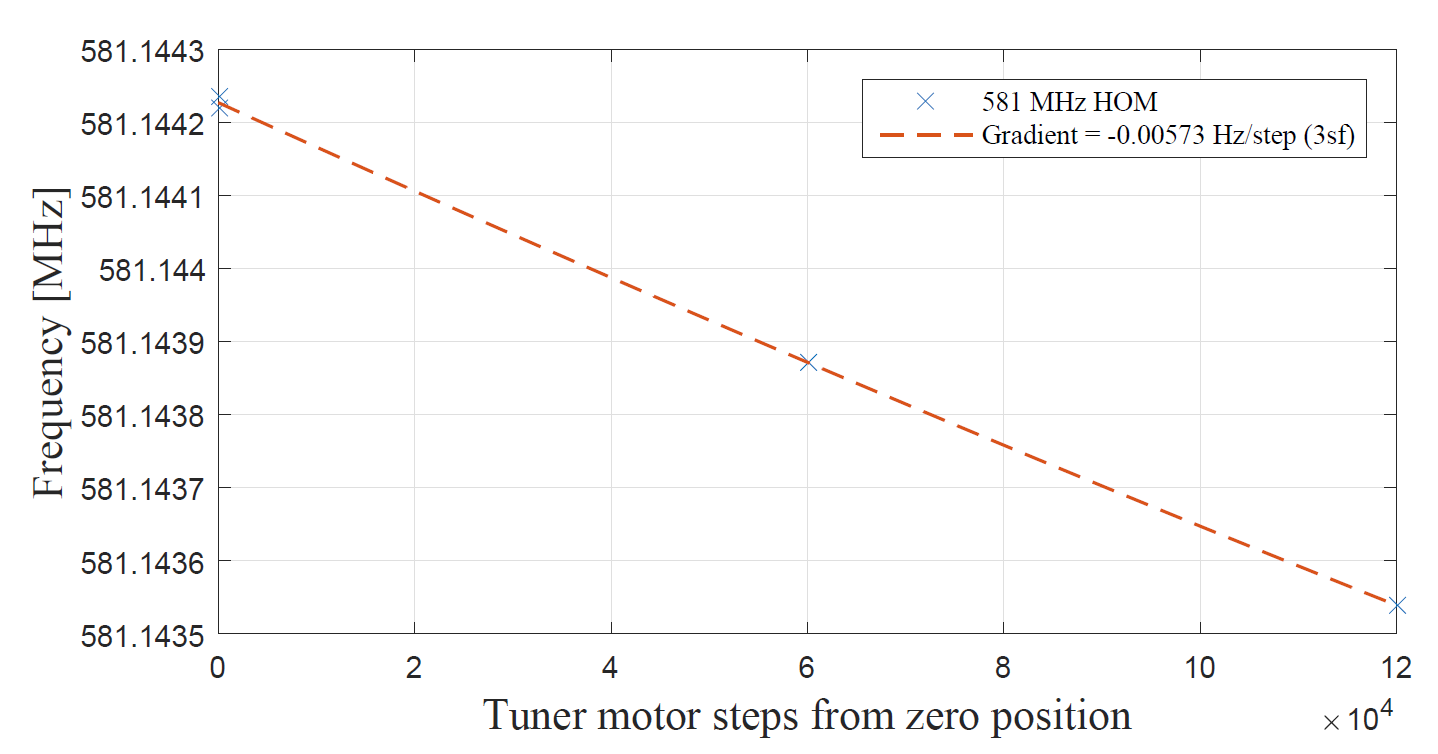 581.1443
581.1442
581.1441
581.144
581.1439
581.1438
581.1437
581.1436
581.1435
Frequency [MHz]
581 MHz HOM
Gradient = -0.00573 Hz/step (3sf)
0 2 4 6 8 10 12
Tuner motor steps from zero position
× 10⁴